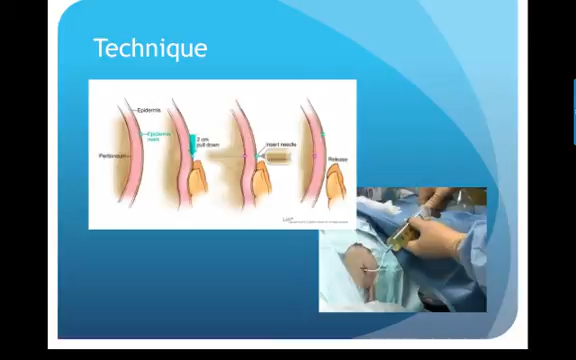 Technique
Epidermis
Epidermis
mark
2 cm
pull down
Insert needle
Peritoneum
Release